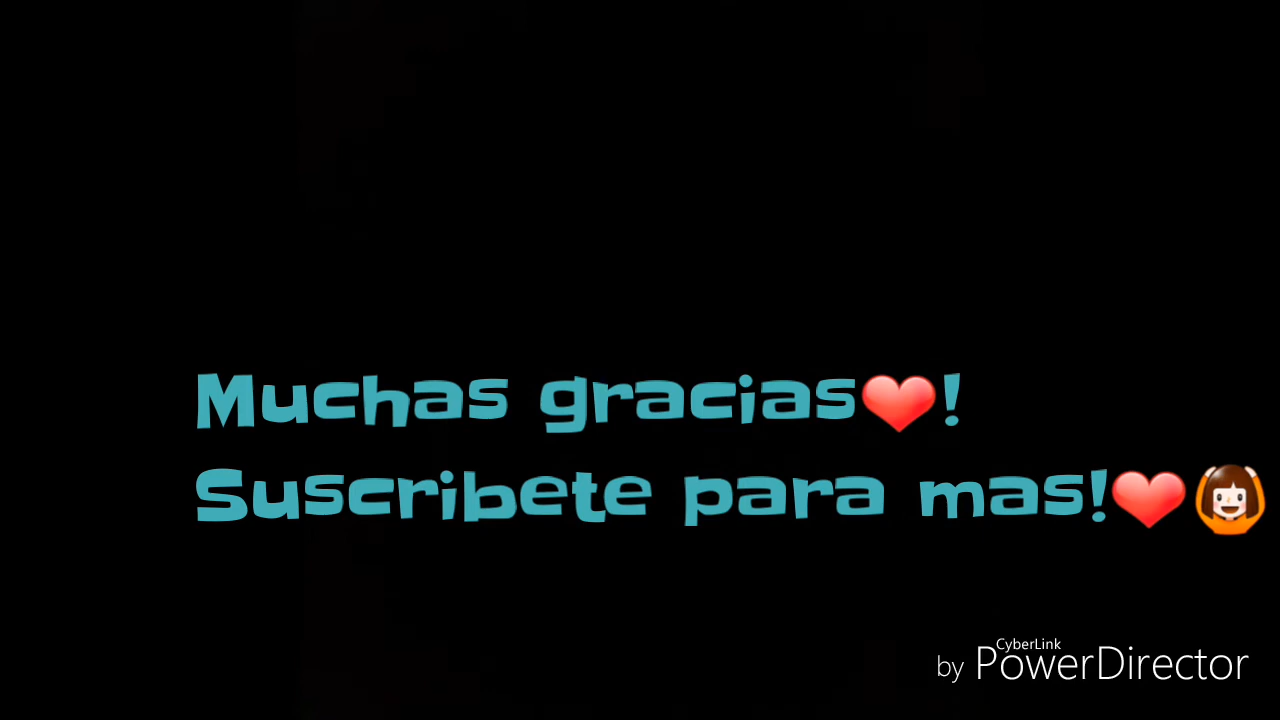 Muchas gracias❤!
Suscribete para mas!❤🙆
by CyberLink PowerDirector